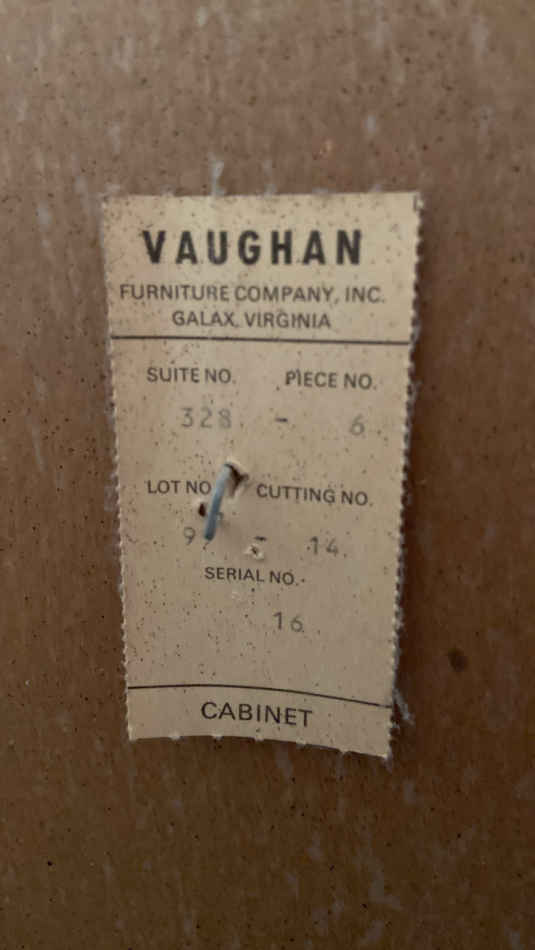 VAUGHAN
FURNITURE COMPANY, INC.
GALAX, VIRGINIA
SUITE NO. PIECE NO.
328 - 6
LOT NO CUTTING NO.
- 14
SERIAL NO.
16
CABINET